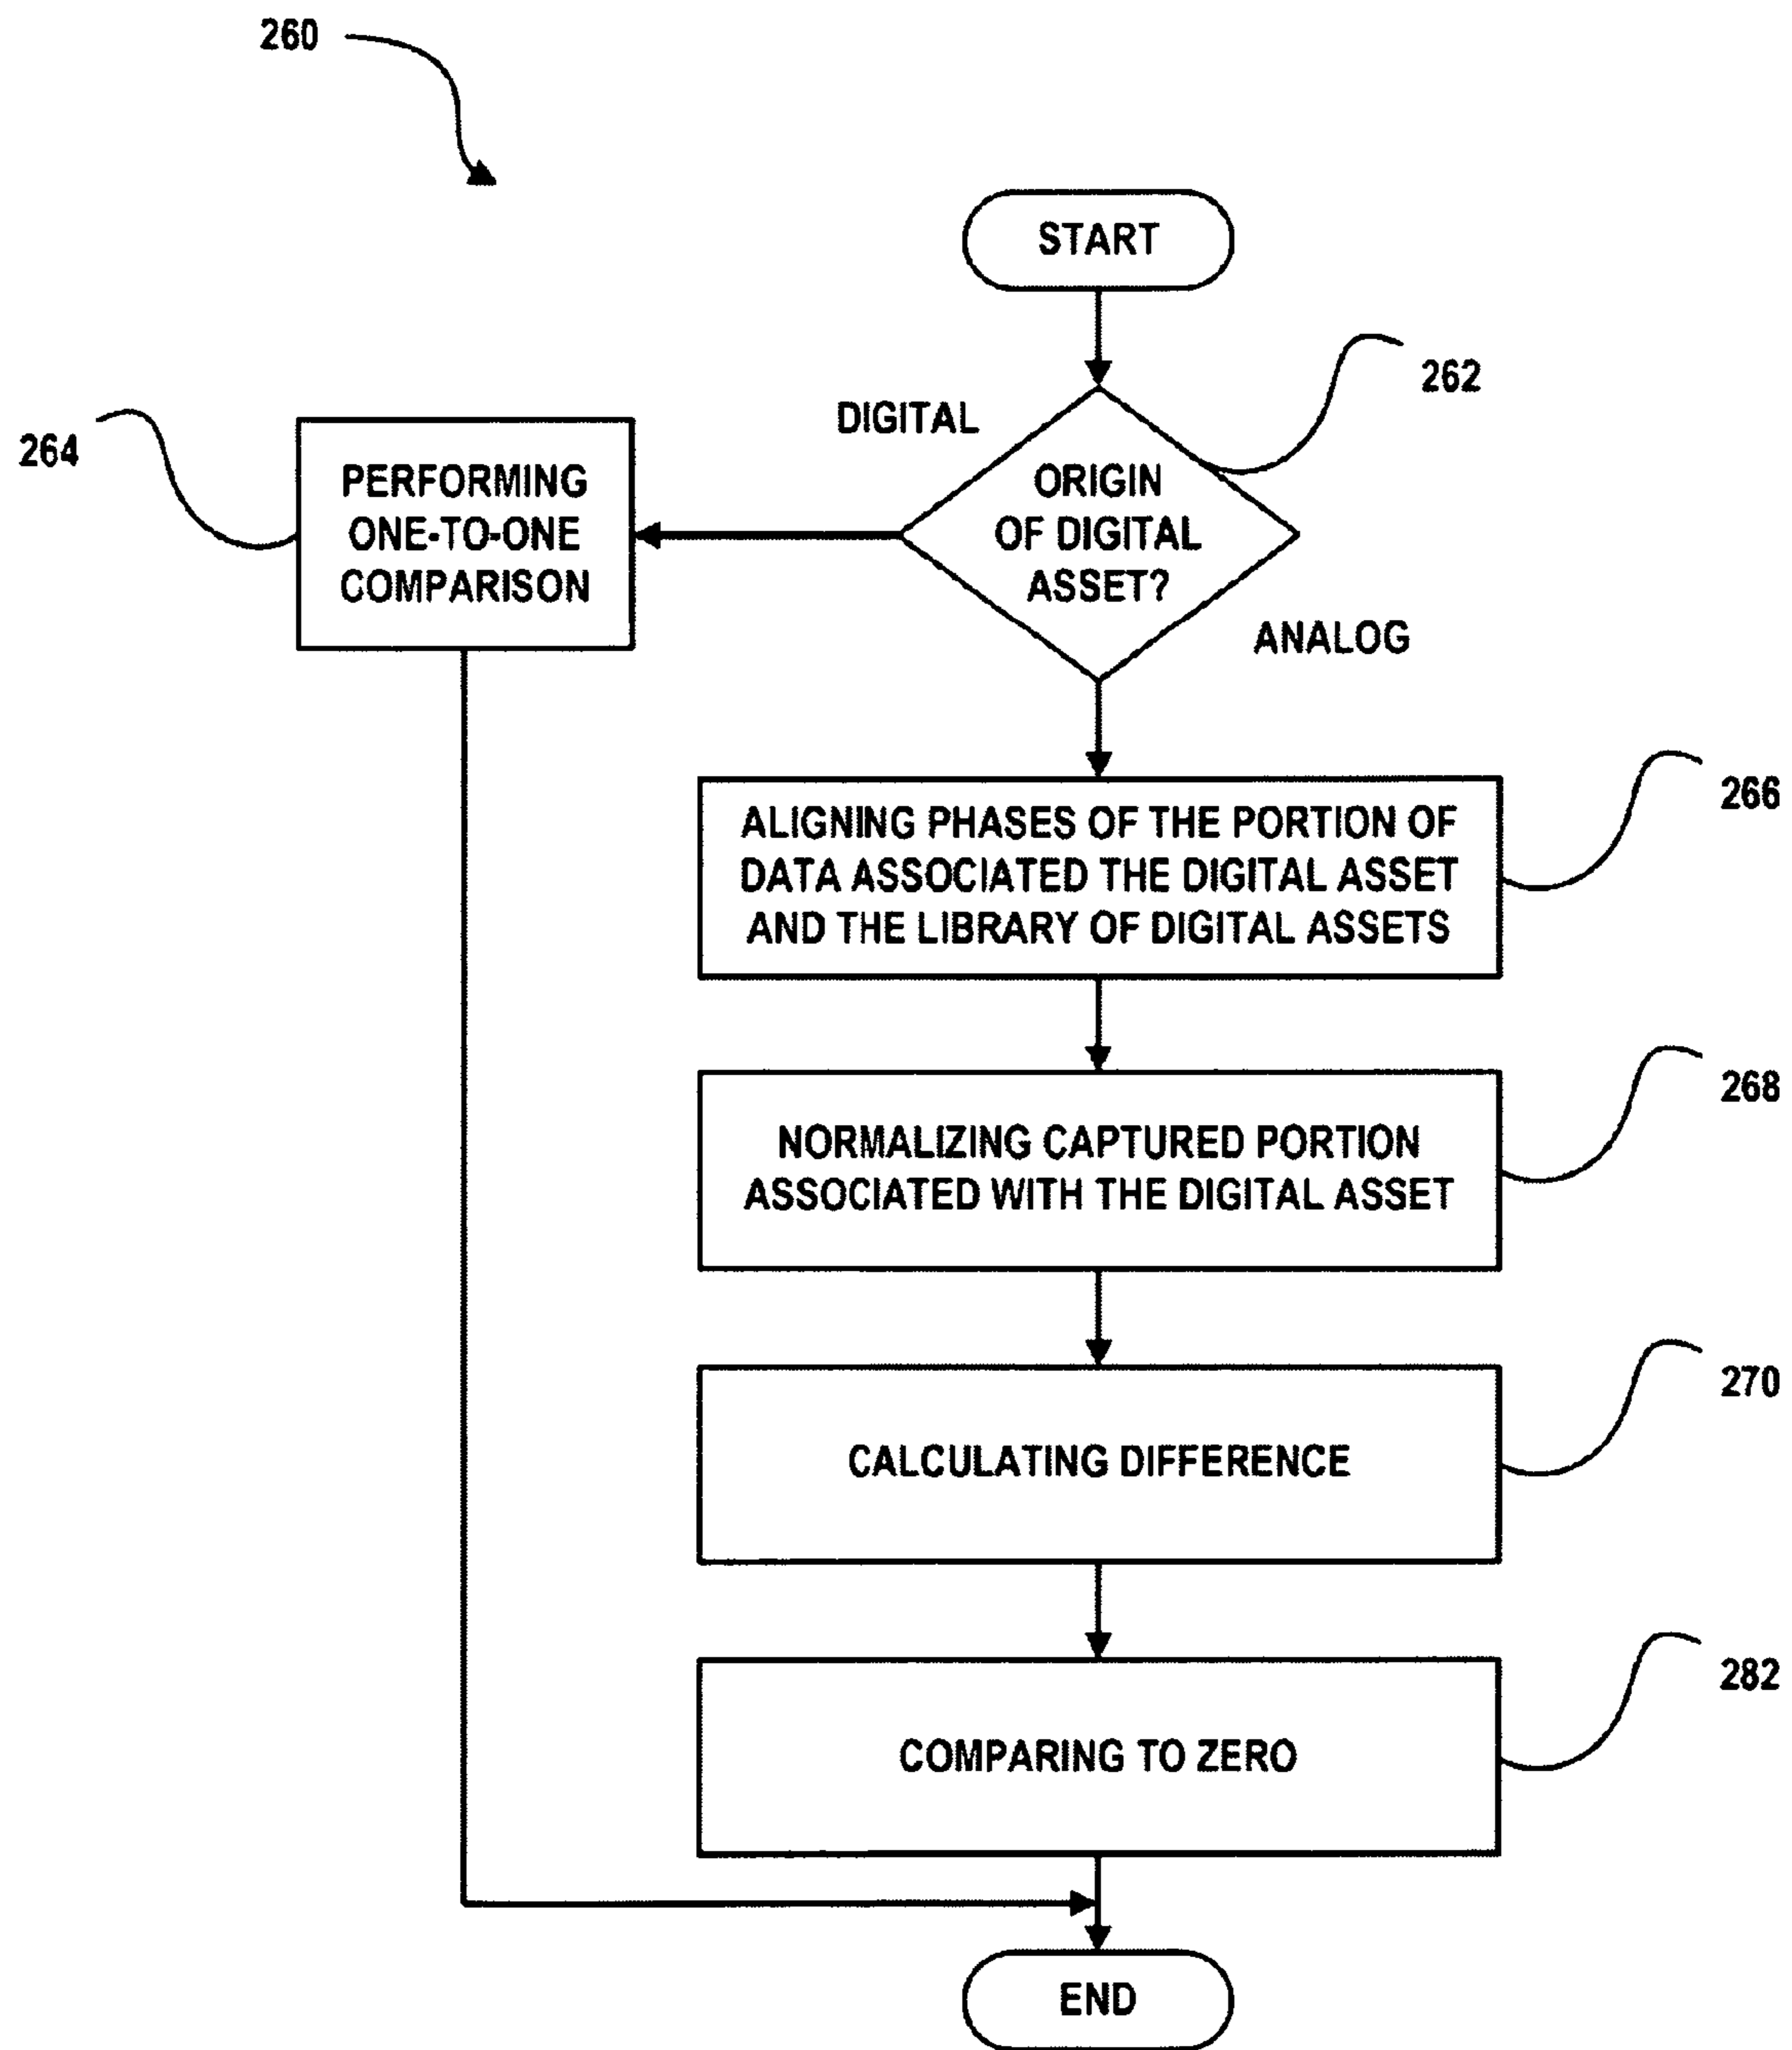 260
START
262
DIGITAL
264
PERFORMING
ONE-TO-ONE
COMPARISON
ORIGIN
OF DIGITAL
ASSET?
ANALOG
266
ALIGNING PHASES OF THE PORTION OF
DATA ASSOCIATED THE DIGITAL ASSET
AND THE LIBRARY OF DIGITAL ASSETS
268
NORMALIZING CAPTURED PORTION
ASSOCIATED WITH THE DIGITAL ASSET
270
CALCULATING DIFFERENCE
282
COMPARING TO ZERO
END